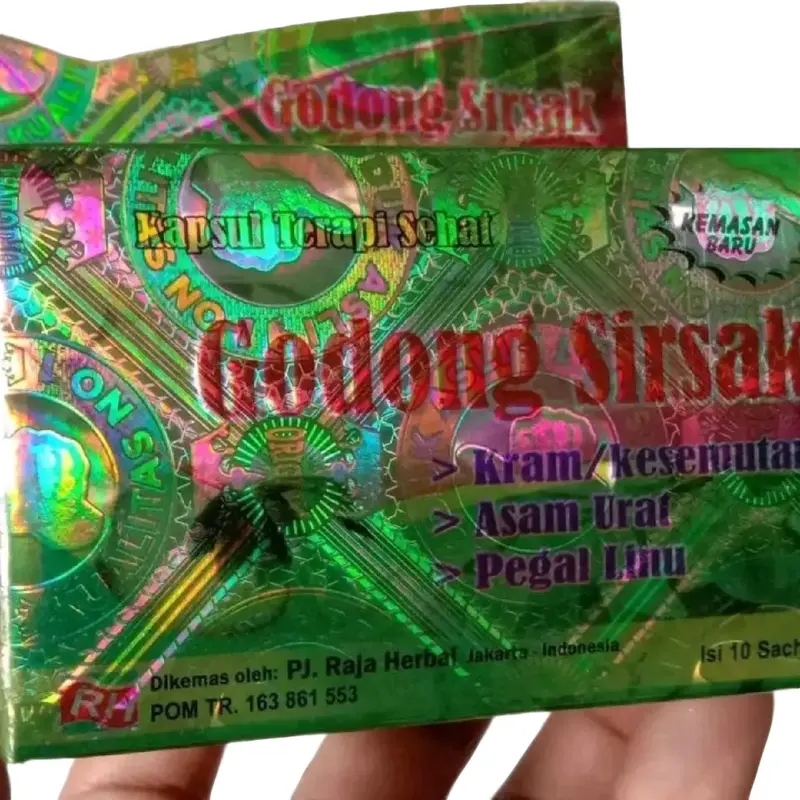 Godong Sirsak
Kapsul Terapi Sehat
KEMASAN
BARU
Godong Sirsak
> Kram/kesemutan
> Asam Urat
> Pegal Linu
Dikemas oleh: PJ. Raja Herbal Jakarta - Indonesia
Isi 10 Sach
RH
POM TR. 163 861 553